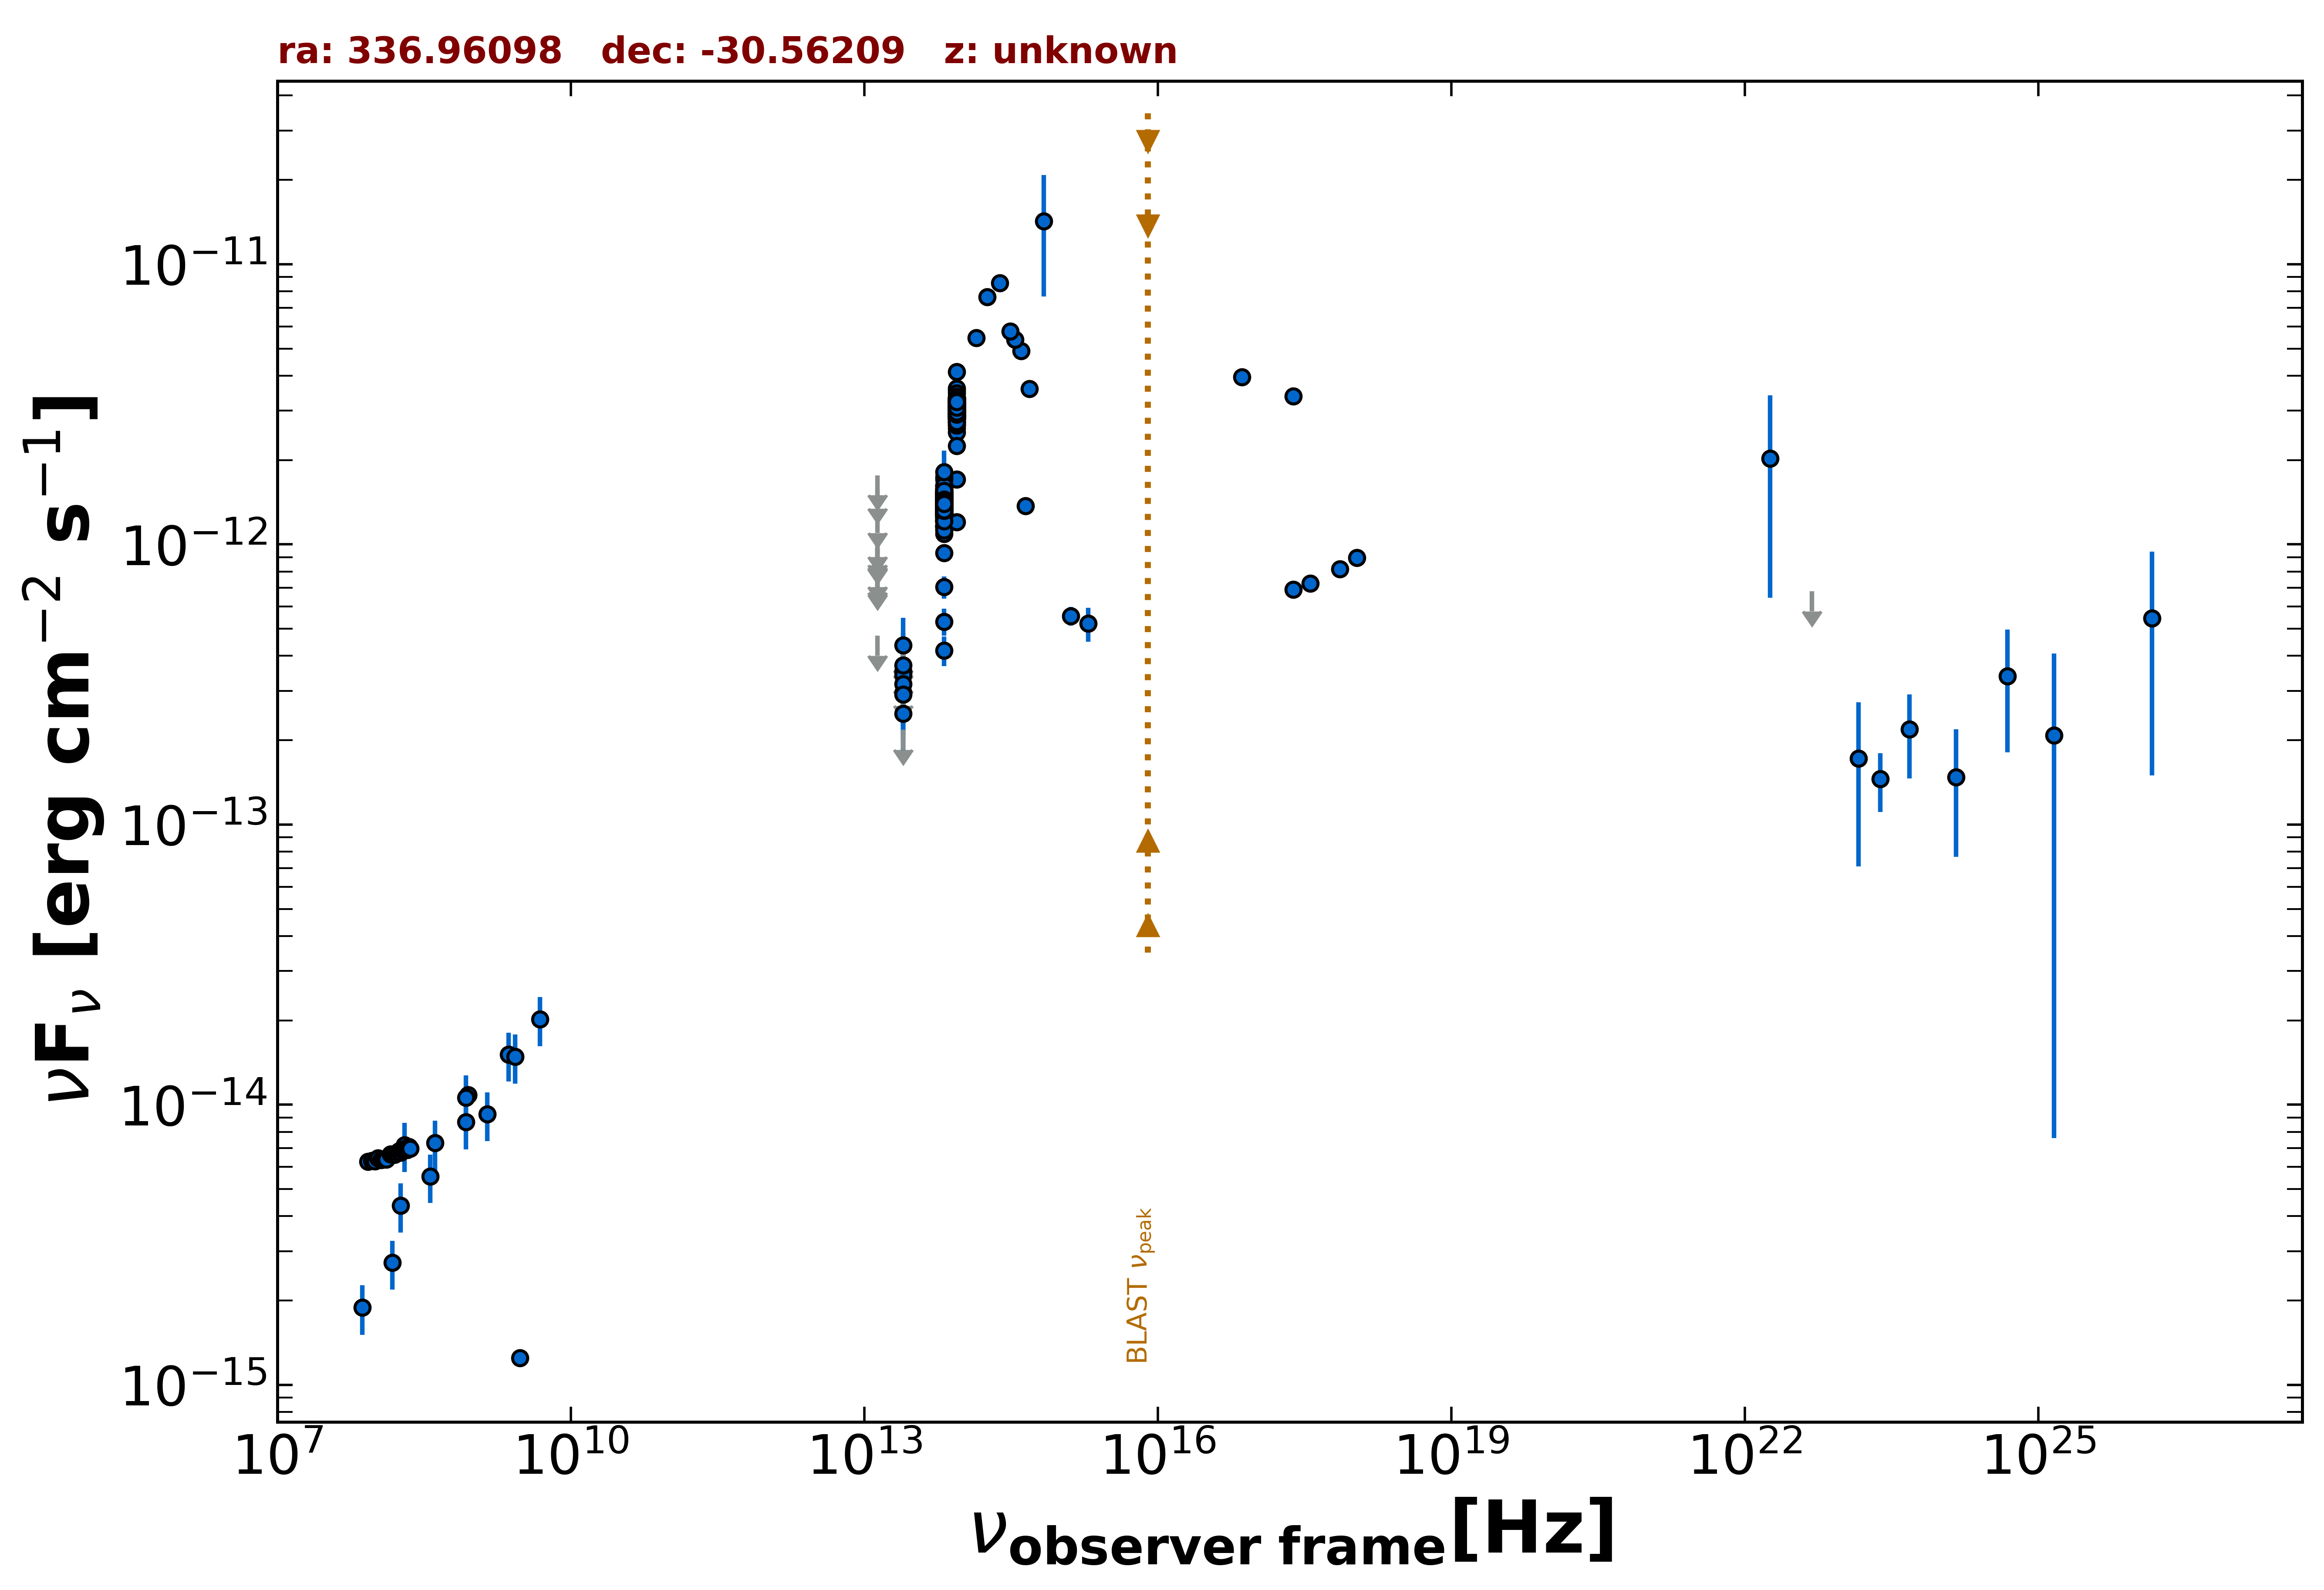 ra: 336.96098   dec: -30.56209   z: unknown
νFν [erg cm−2 s−1]
10−11
10−12
10−13
10−14
10−15
BLAST νpeak
107 1010 1013 1016 1019 1022 1025
νobserver frame[Hz]